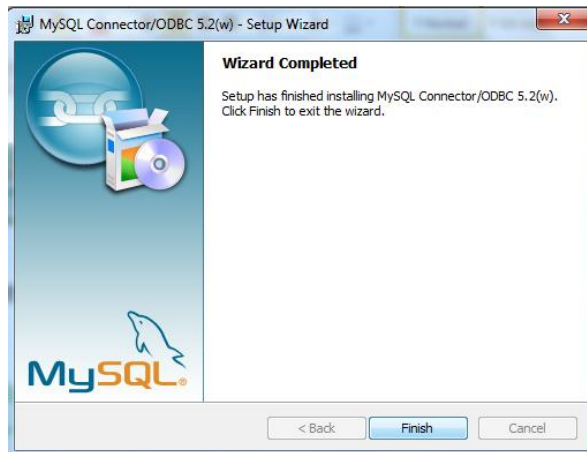 MySQL Connector/ODBC 5.2(w) - Setup Wizard
Wizard Completed
Setup has finished installing MySQL Connector/ODBC 5.2(w).
Click Finish to exit the wizard.
MySQL®
< Back
Finish
Cancel